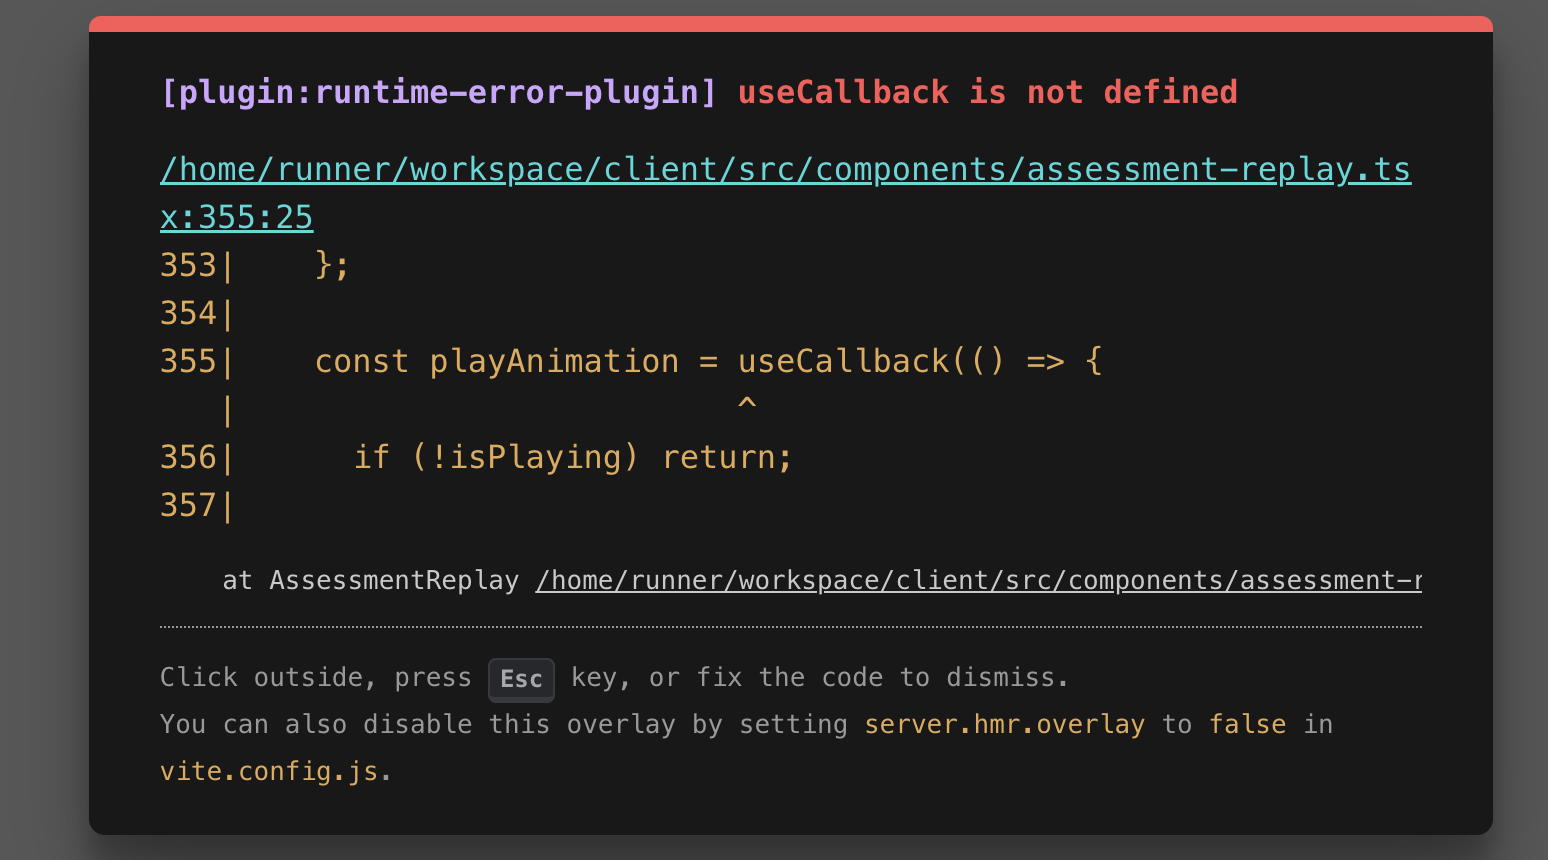 [plugin:runtime-error-plugin] useCallback is not defined
/home/runner/workspace/client/src/components/assessment-replay.ts
x:355:25
353|    };
354|
355|    const playAnimation = useCallback(() => {
   |                          ^
356|      if (!isPlaying) return;
357|
at AssessmentReplay /home/runner/workspace/client/src/components/assessment-r
Click outside, press Esc key, or fix the code to dismiss.
You can also disable this overlay by setting server.hmr.overlay to false in
vite.config.js.